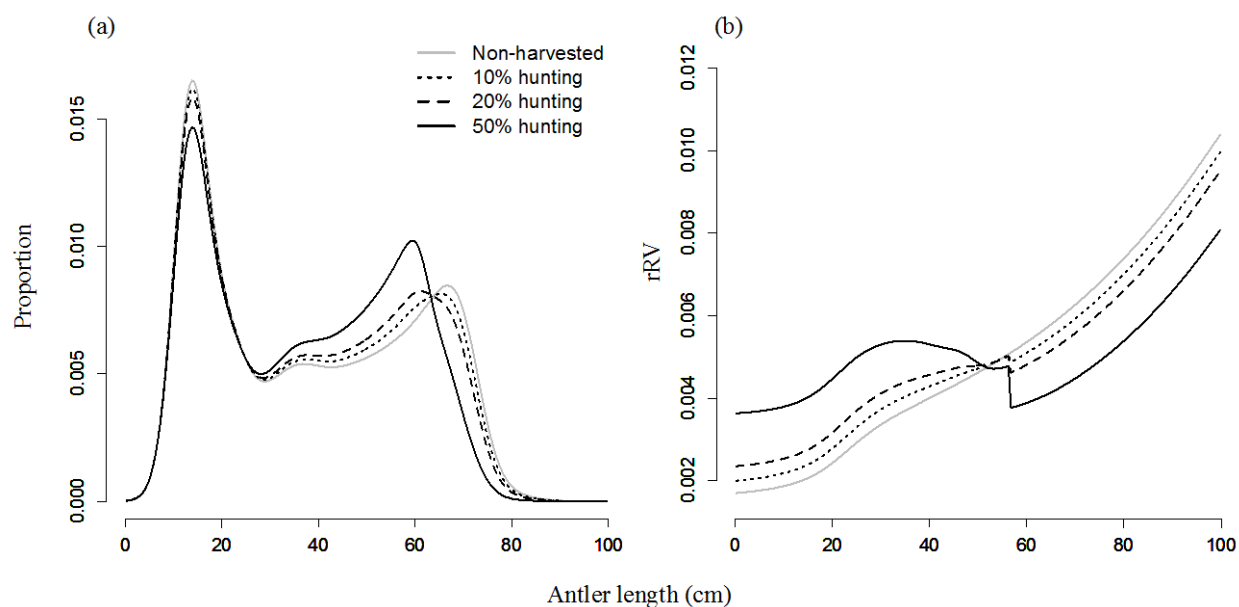 (a)
Non-harvested
10% hunting
20% hunting
50% hunting
Proportion
0.015
0.010
0.005
0.000
0 20 40 60 80 100
(b)
rRV
0.012
0.010
0.008
0.006
0.004
0.002
0 20 40 60 80 100
Antler length (cm)